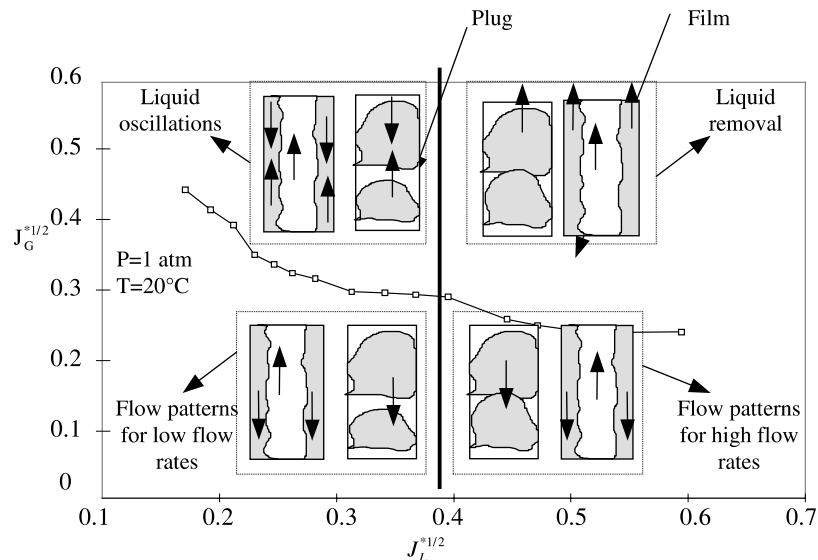 Plug
Film
0.6
0.5
0.4
0.3
0.2
0.1
0
J_G^{*1/2}
Liquid
oscillations
Liquid
removal
P=1 atm
T=20°C
Flow patterns
for low flow
rates
Flow patterns
for high flow
rates
0.1
0.2
0.3
0.4
0.5
0.6
0.7
J_L^{*1/2}